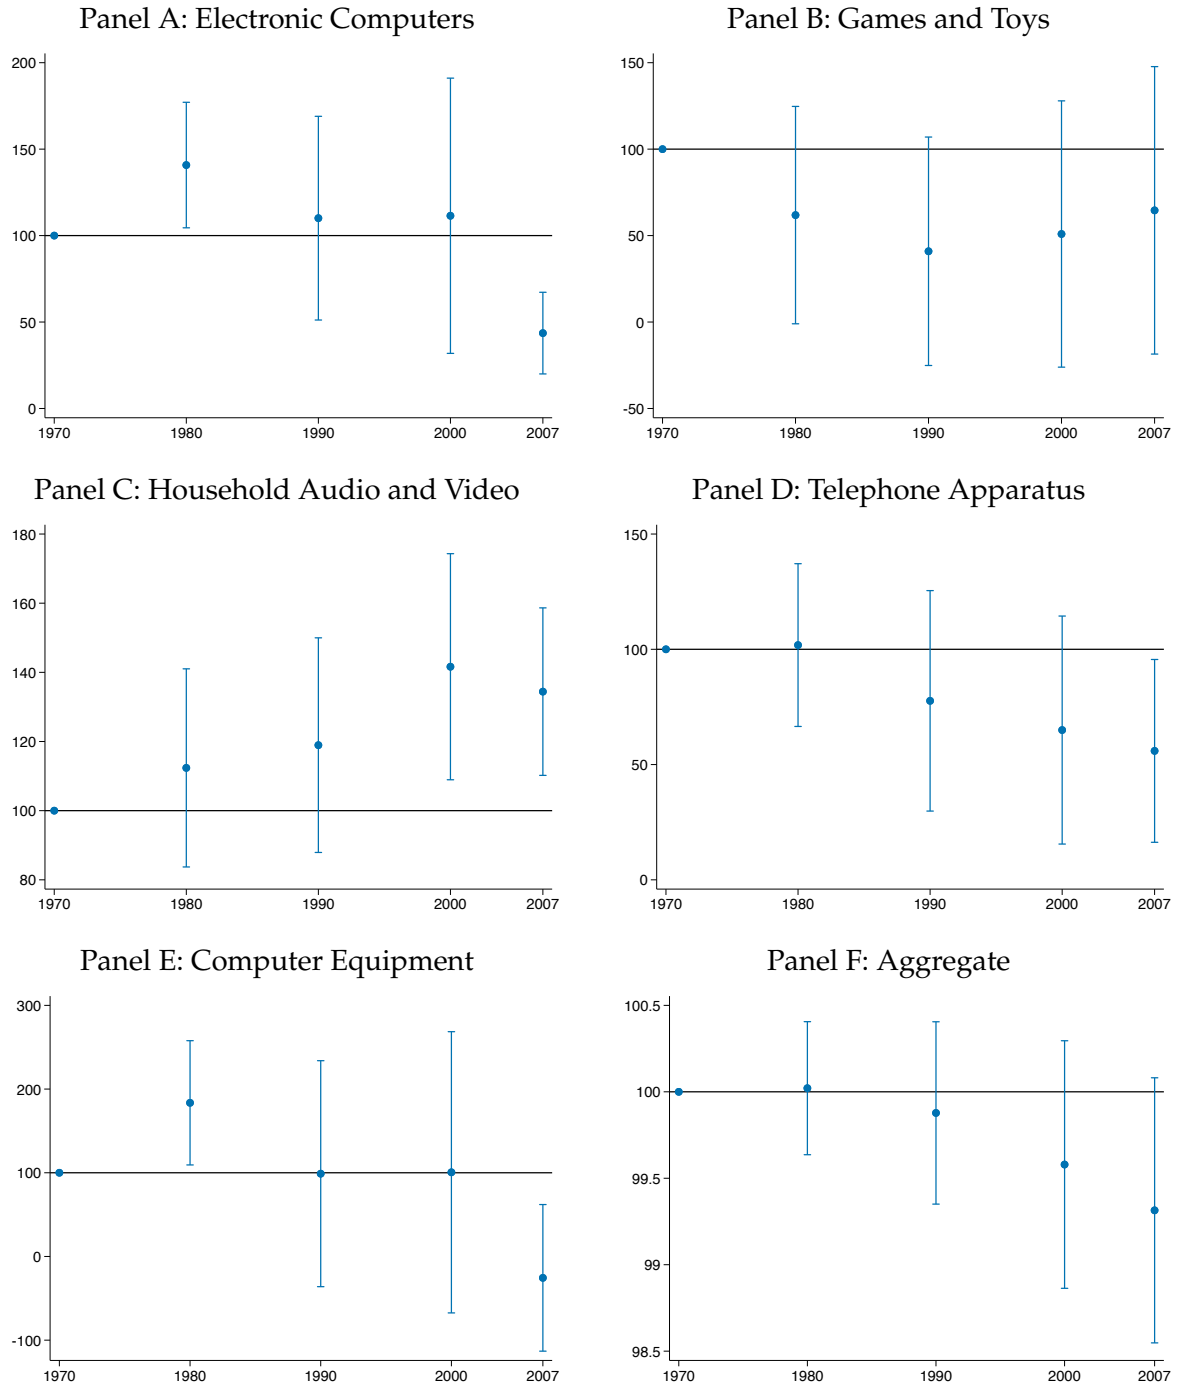 Panel A: Electronic Computers
200
150
100
50
0
1970 1980 1990 2000 2007
Panel B: Games and Toys
150
100
50
0
-50
1970 1980 1990 2000 2007
Panel C: Household Audio and Video
180
160
140
120
100
80
1970 1980 1990 2000 2007
Panel D: Telephone Apparatus
150
100
50
0
1970 1980 1990 2000 2007
Panel E: Computer Equipment
300
200
100
0
-100
1970 1980 1990 2000 2007
Panel F: Aggregate
100.5
100
99.5
99
98.5
1970 1980 1990 2000 2007